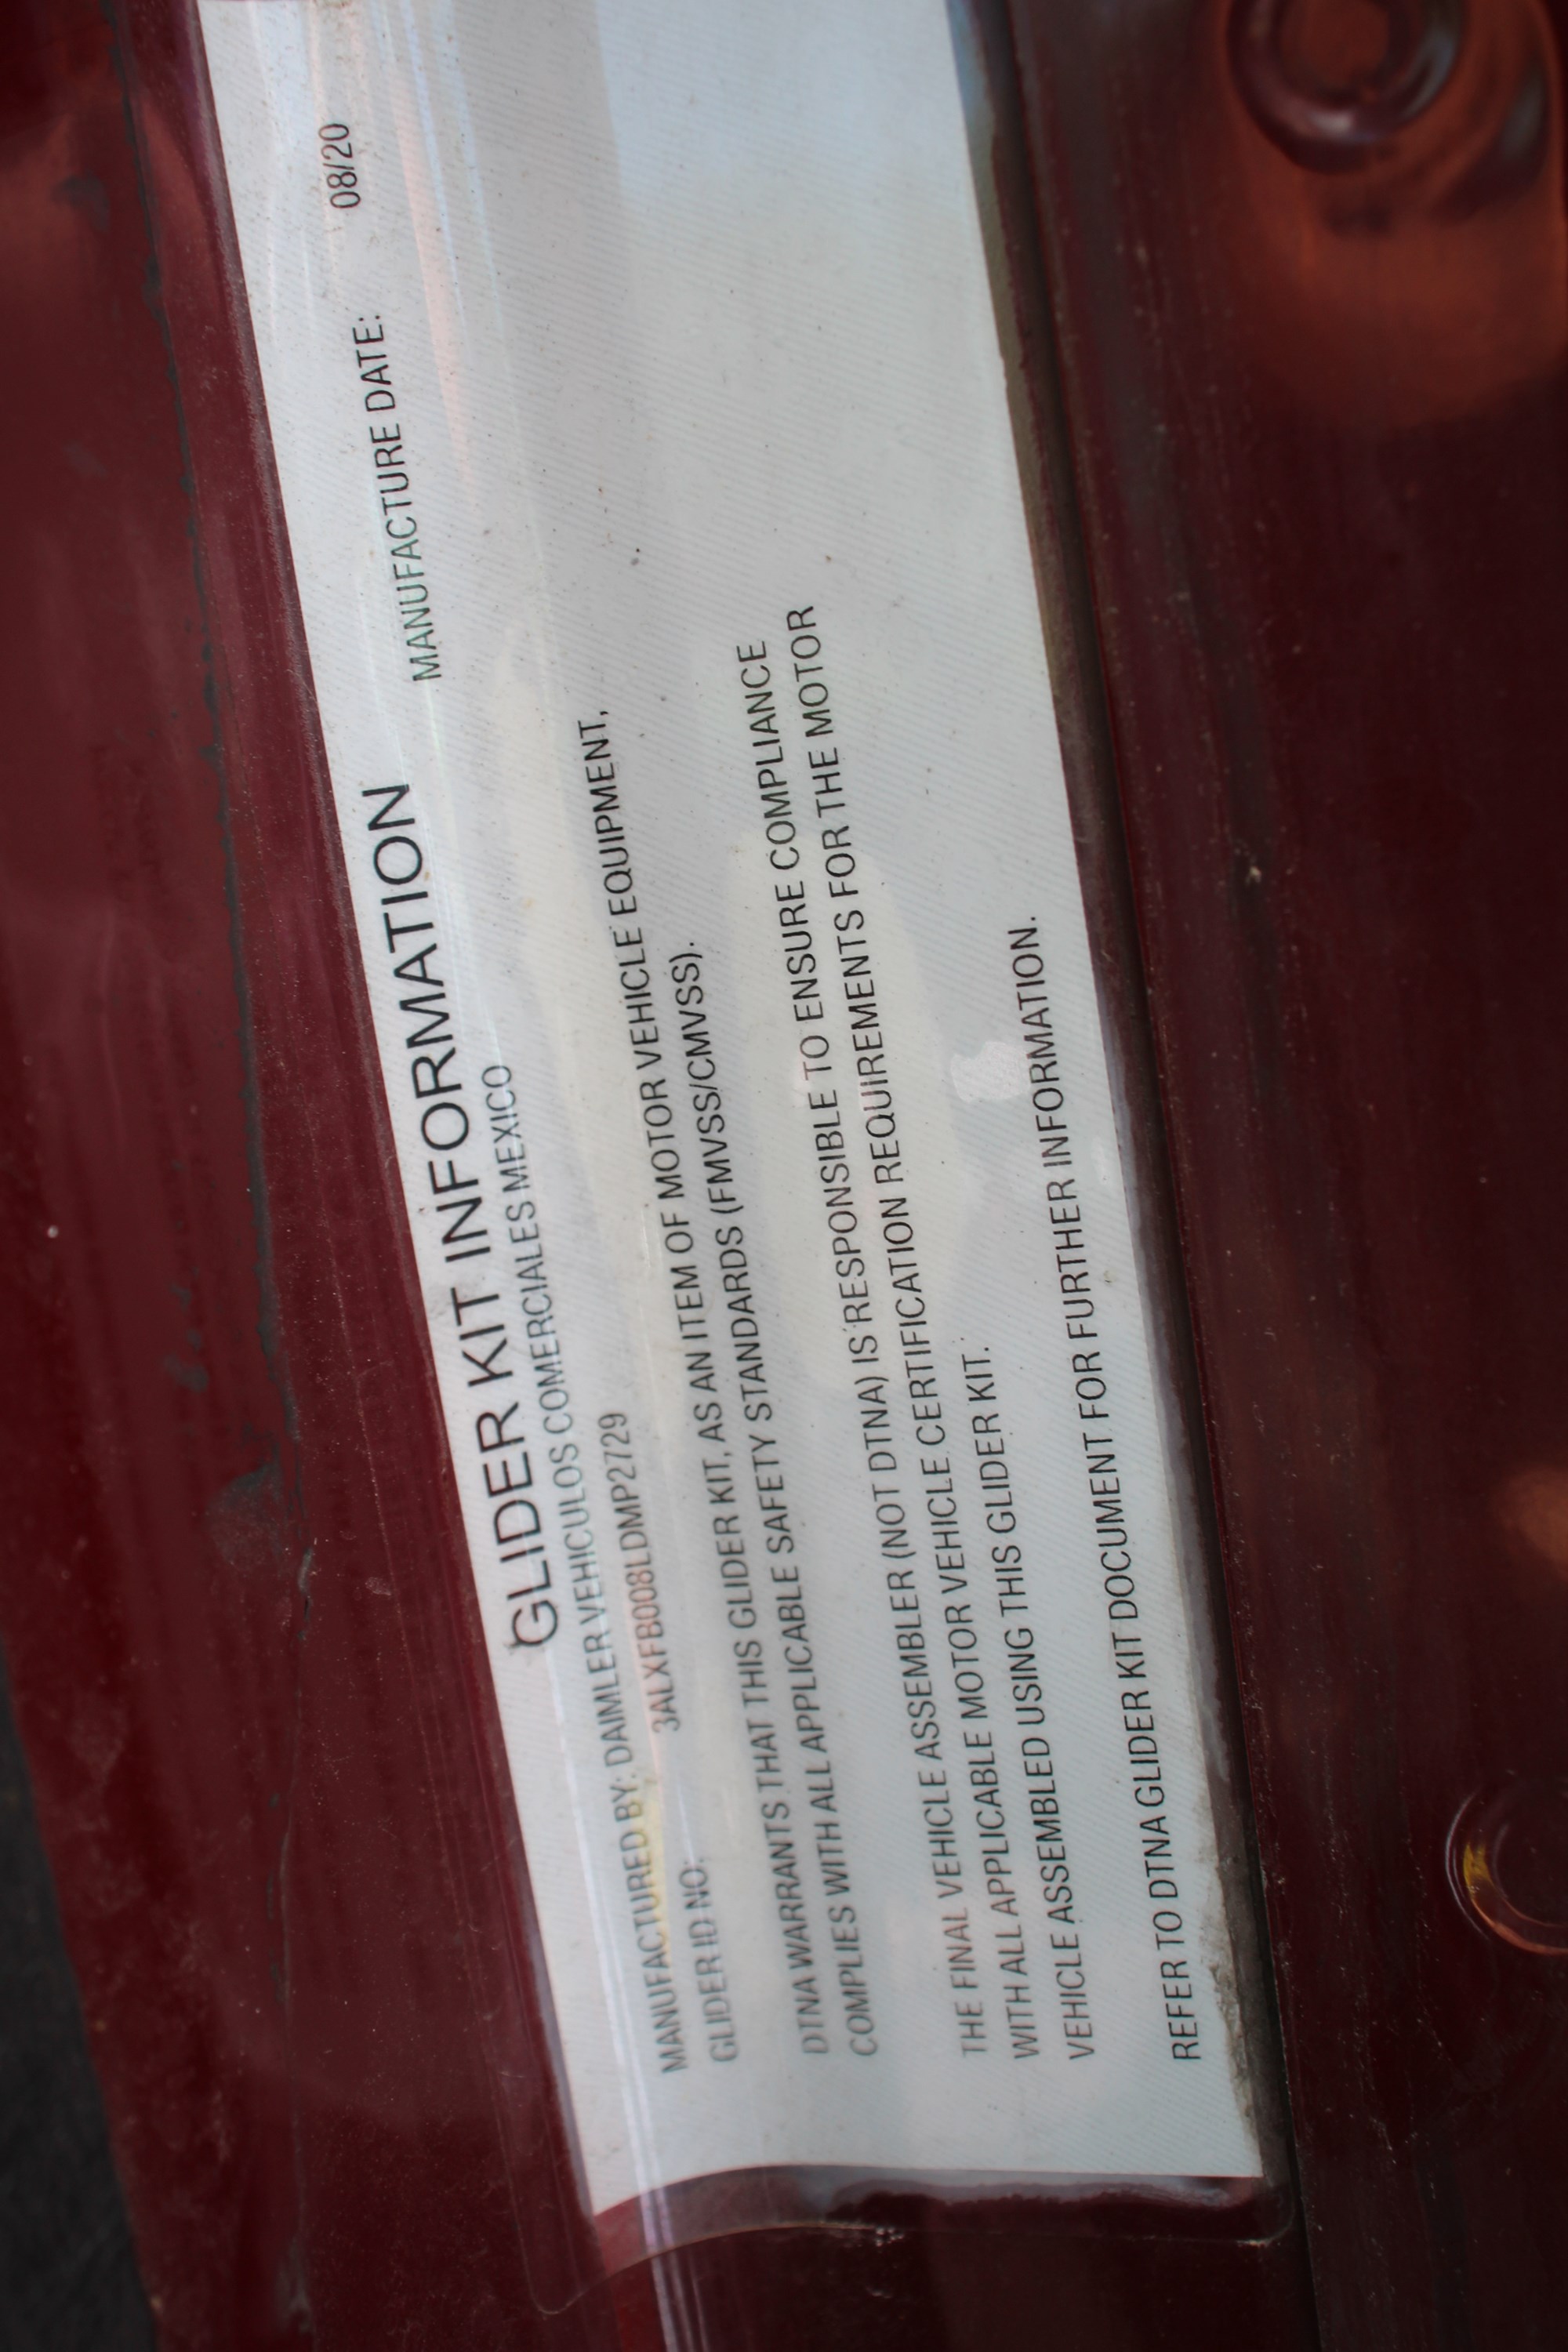 GLIDER KIT INFORMATION MANUFACTURE DATE: 08/20
MANUFACTURED BY: DAIMLER VEHICULOS COMERCIALES MEXICO
GLIDER ID NO: 3ALXFB008LDMP2729
DTNA WARRANTS THAT THIS GLIDER KIT, AS AN ITEM OF MOTOR VEHICLE EQUIPMENT,
COMPLIES WITH ALL APPLICABLE SAFETY STANDARDS (FMVSS/CMVSS).
THE FINAL VEHICLE ASSEMBLER (NOT DTNA) IS RESPONSIBLE TO ENSURE COMPLIANCE
WITH ALL APPLICABLE MOTOR VEHICLE CERTIFICATION REQUIREMENTS FOR THE MOTOR
VEHICLE ASSEMBLED USING THIS GLIDER KIT.
REFER TO DTNA GLIDER KIT DOCUMENT FOR FURTHER INFORMATION.